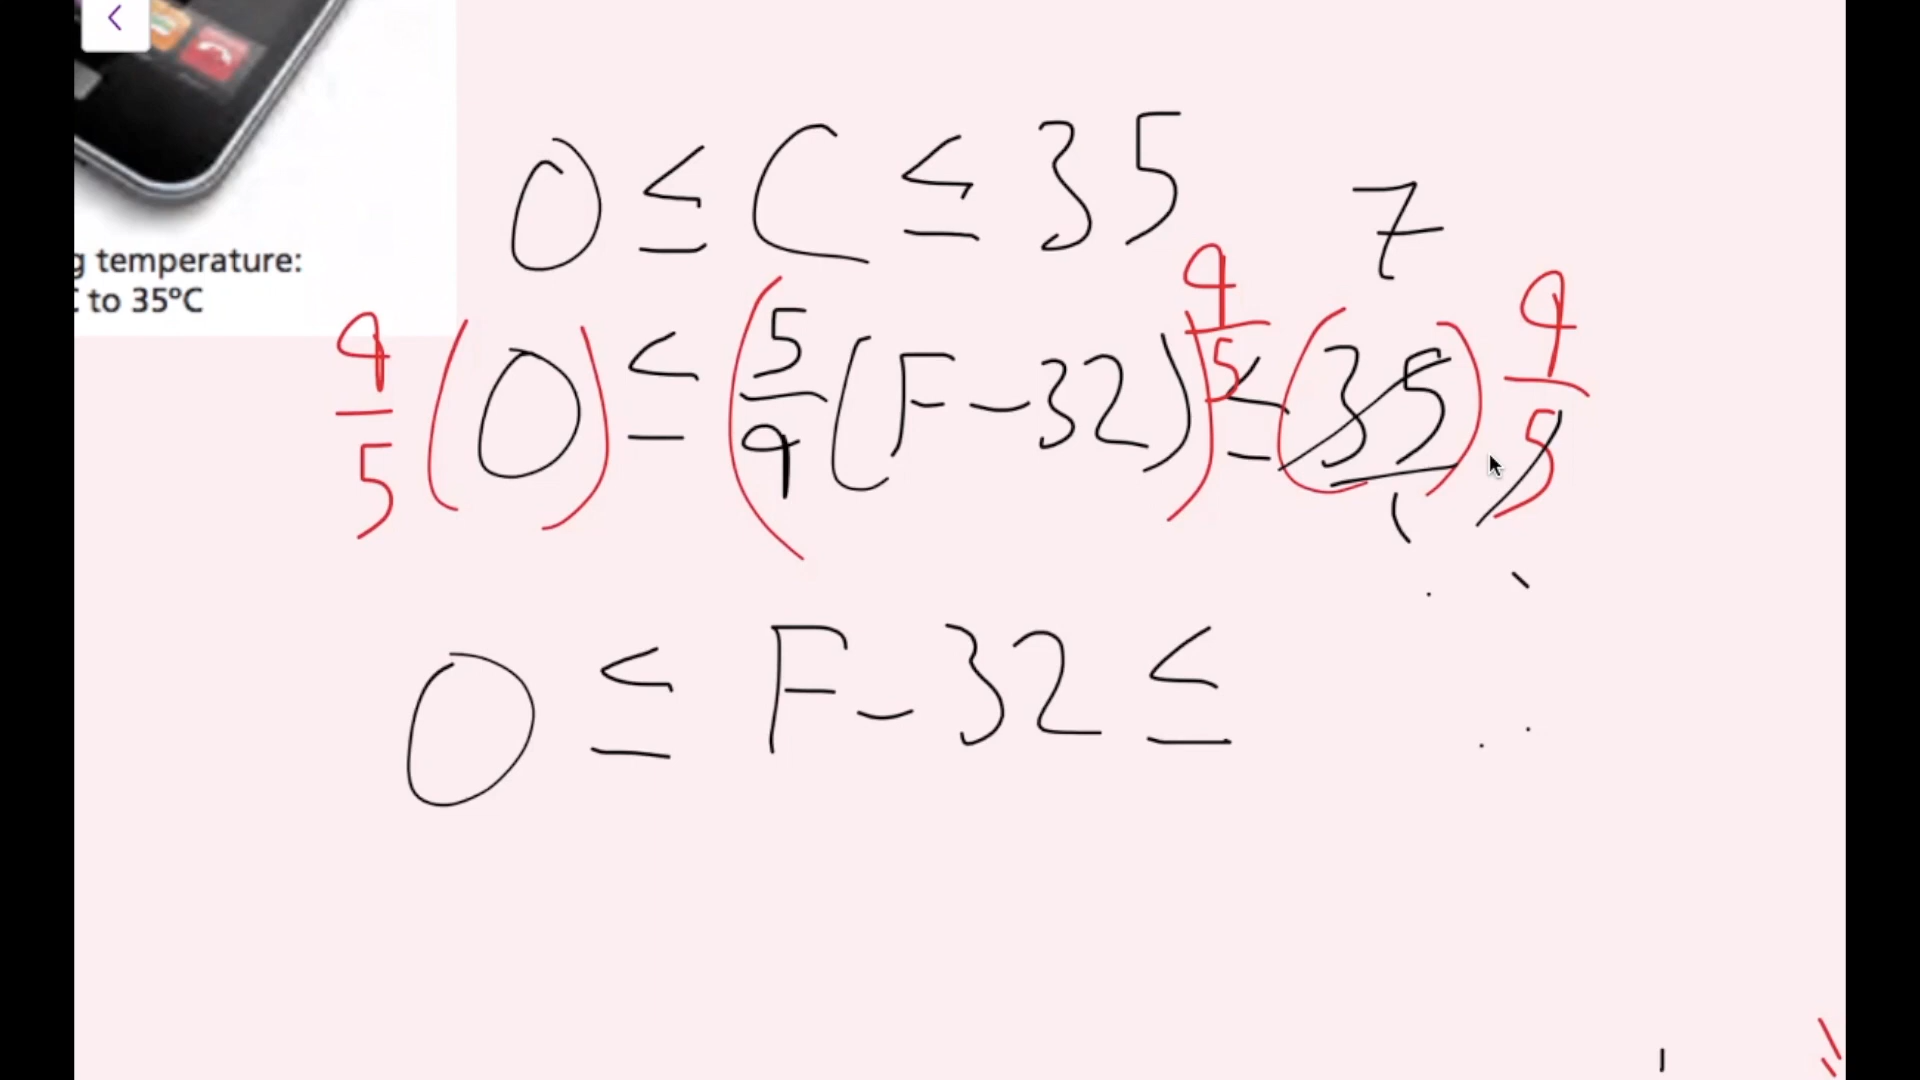 0 ≤ C ≤ 35 7
temperature:
to 35°C
9/5 (0) ≤ (5/9 (F-32)) 9/5 ≤ (35/1) 9/5
0 ≤ F-32 ≤